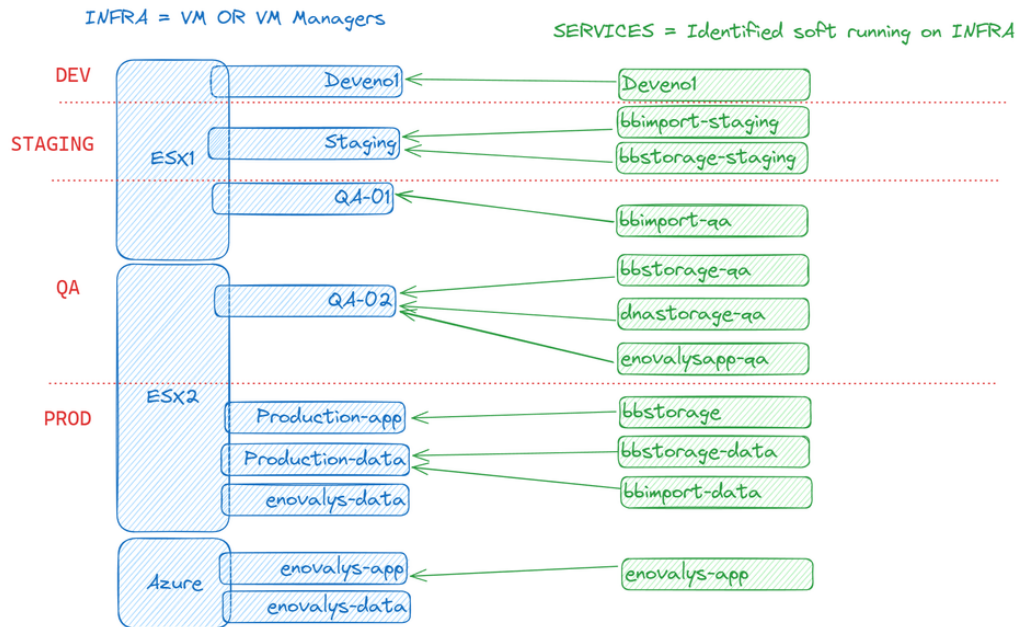 INFRA = VM OR VM Managers
SERVICES = Identified soft running on INFRA
DEV
Deveno1
Deveno1
STAGING
ESX1
Staging
bbimport-staging
bbstorage-staging
QA-01
bbimport-qa
QA
QA-02
bbstorage-qa
dnastorage-qa
enovalysapp-qa
PROD
ESX2
Production-app
bbstorage
Production-data
bbstorage-data
enovalys-data
bbimport-data
Azure
enovalys-app
enovalys-app
enovalys-data